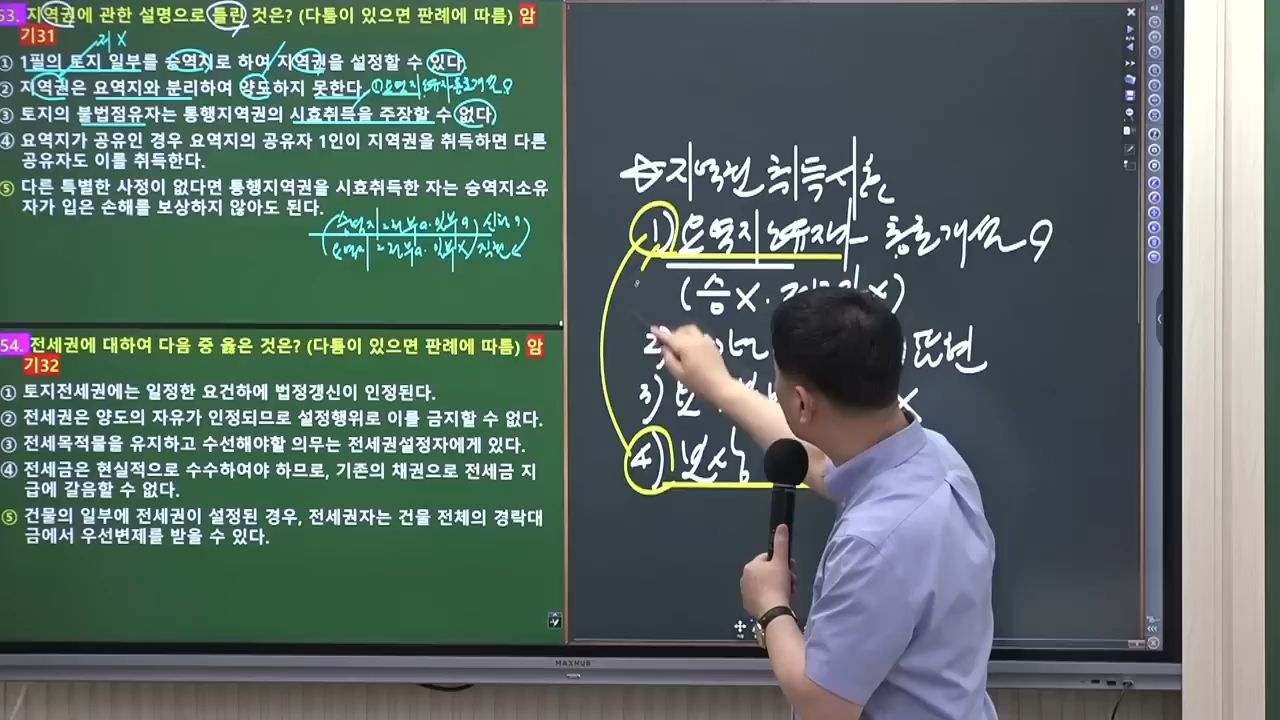 53. 지역권에 관한 설명으로 틀린 것은? (다툼이 있으면 판례에 따름) 암
기31
① 1필의 토지 일부를 승역지로 하여 지역권을 설정할 수 있다.
② 지역권은 요역지와 분리하여 양도하지 못한다.
③ 토지의 불법점유자는 통행지역권의 시효취득을 주장할 수 없다.
④ 요역지가 공유인 경우 요역지의 공유자 1인이 지역권을 취득하면 다른
공유자도 이를 취득한다.
⑤ 다른 특별한 사정이 없다면 통행지역권을 시효취득한 자는 승역지소유
자가 입은 손해를 보상하지 않아도 된다.
54. 전세권에 대하여 다음 중 옳은 것은? (다툼이 있으면 판례에 따름) 암
기32
① 토지전세권에는 일정한 요건하에 법정갱신이 인정된다.
② 전세권은 양도의 자유가 인정되므로 설정행위로 이를 금지할 수 없다.
③ 전세목적물을 유지하고 수선해야할 의무는 전세권설정자에게 있다.
④ 전세금은 현실적으로 수수하여야 하므로, 기존의 채권으로 전세금 지
급에 갈음할 수 없다.
⑤ 건물의 일부에 전세권이 설정된 경우, 전세권자는 건물 전체의 경락대
금에서 우선변제를 받을 수 있다.
지역권 취득시효
1) 요역지 소유자 통로개설
(승X.
2)
3)
4) 보상
MAXHUB